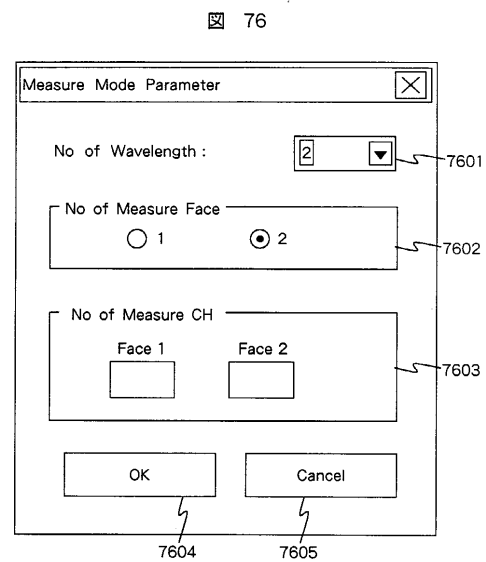 図 76
Measure Mode Parameter
No of Wavelength : 2
7601
No of Measure Face
1 2
7602
No of Measure CH
Face 1 Face 2
7603
OK Cancel
7604 7605